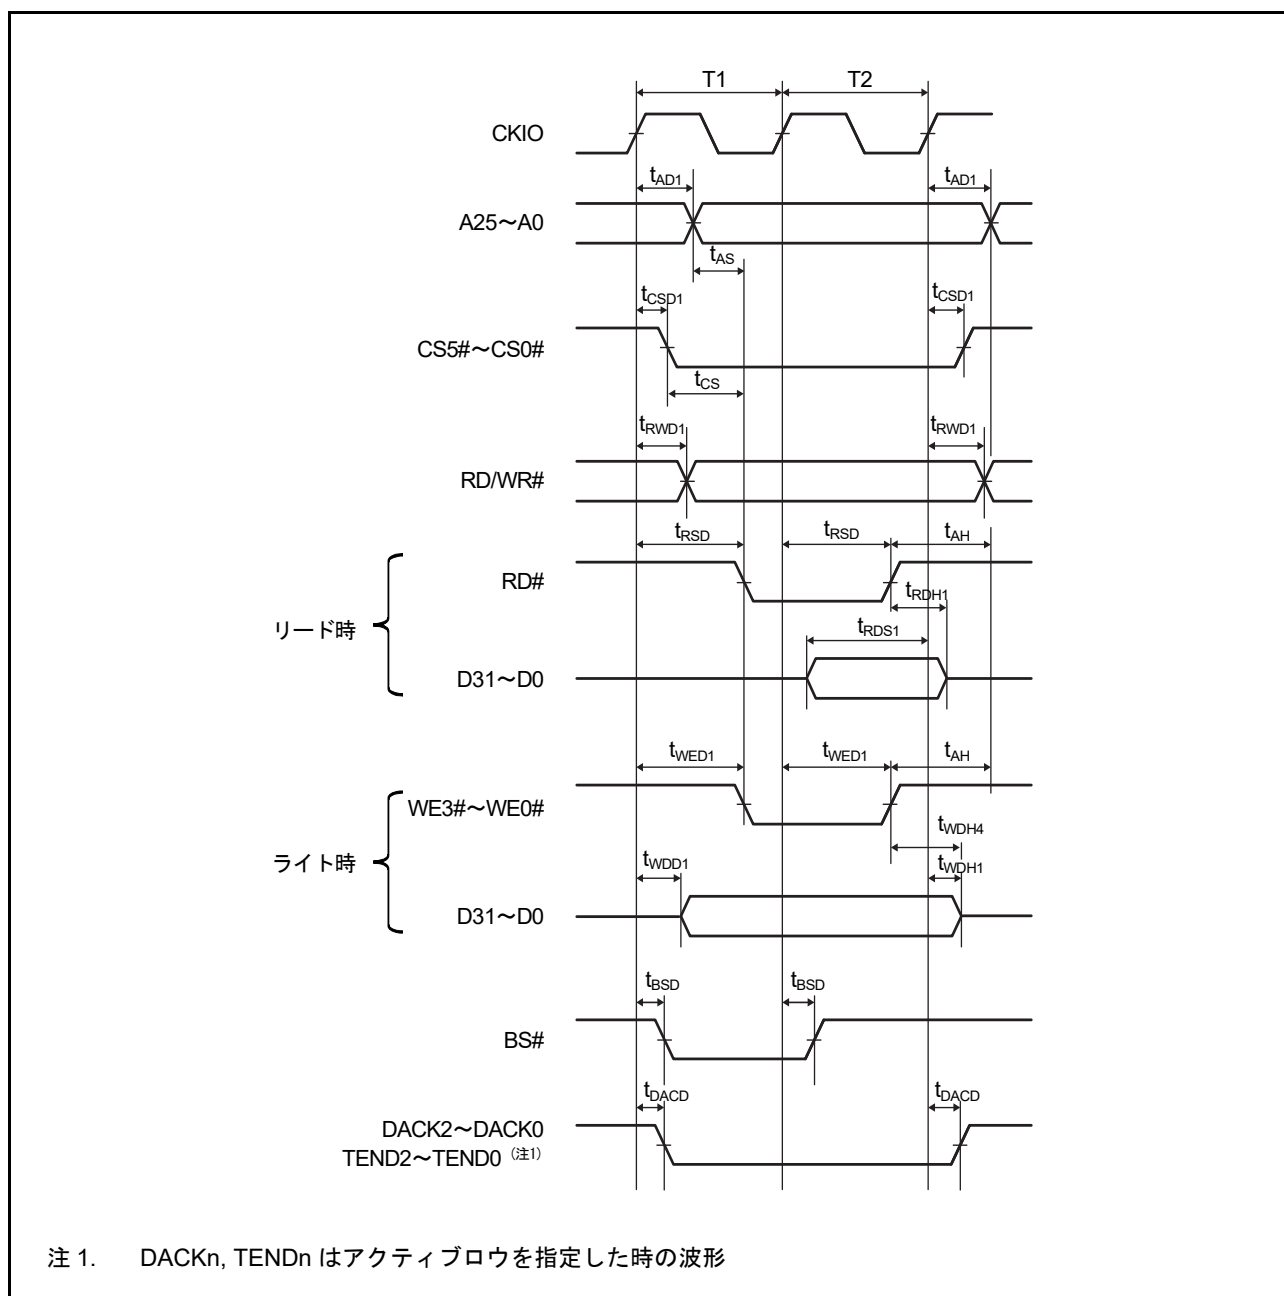 T1 T2
CKIO
tAD1 tAD1
A25～A0
tAS
tCSD1 tCSD1
CS5#～CS0#
tCS
tRWD1 tRWD1
RD/WR#
tRSD tRSD tAH
RD#
tRDH1
リード時
tRDS1
D31～D0
tWED1 tWED1 tAH
WE3#～WE0#
tWDH4
ライト時
tWDD1 tWDH1
D31～D0
tBSD tBSD
BS#
tDACD tDACD
DACK2～DACK0
TEND2～TEND0 (注1)
注 1. DACKn, TENDn はアクティブロウを指定した時の波形